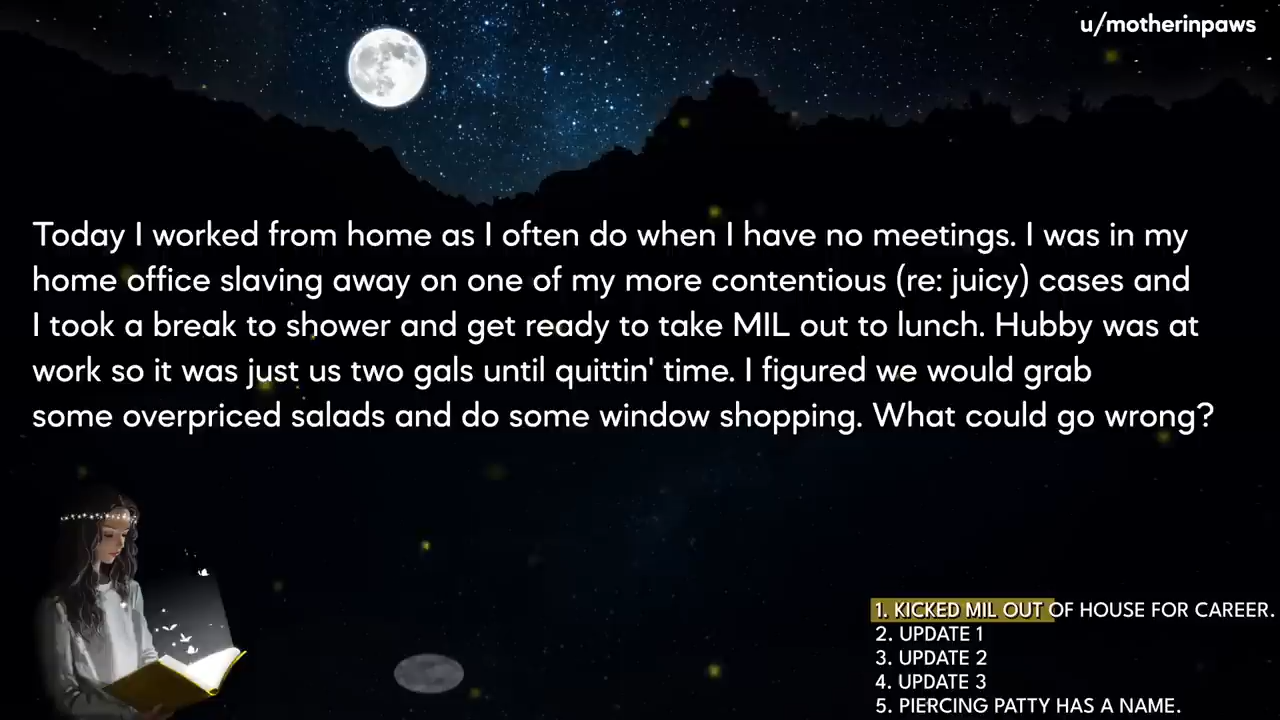 u/motherinpaws
Today I worked from home as I often do when I have no meetings. I was in my
home office slaving away on one of my more contentious (re: juicy) cases and
I took a break to shower and get ready to take MIL out to lunch. Hubby was at
work so it was just us two gals until quittin' time. I figured we would grab
some overpriced salads and do some window shopping. What could go wrong?
1. KICKED MIL OUT OF HOUSE FOR CAREER.
2. UPDATE 1
3. UPDATE 2
4. UPDATE 3
5. PIERCING PATTY HAS A NAME.